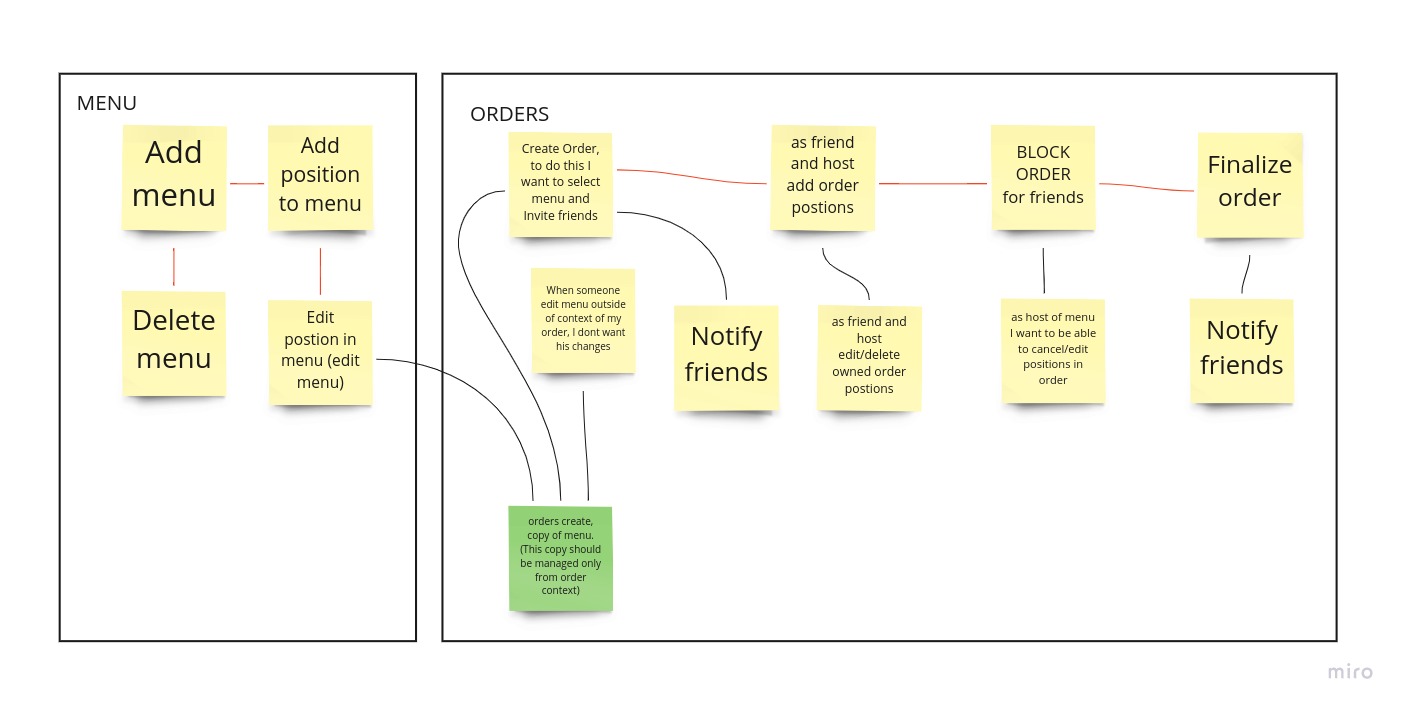 MENU
Add
menu
Add
position
to menu
Delete
menu
Edit
postion in
menu (edit
menu)
ORDERS
Create Order,
to do this I
want to select
menu and
Invite friends
as friend
and host
add order
postions
BLOCK
ORDER
for friends
Finalize
order
When someone
edit menu outside
of context of my
order, I dont want
his changes
Notify
friends
as friend and
host
edit/delete
owned order
postions
as host of menu
I want to be able
to cancel/edit
positions in
order
Notify
friends
orders create,
copy of menu.
(This copy should
be managed only
from order
context)
miro